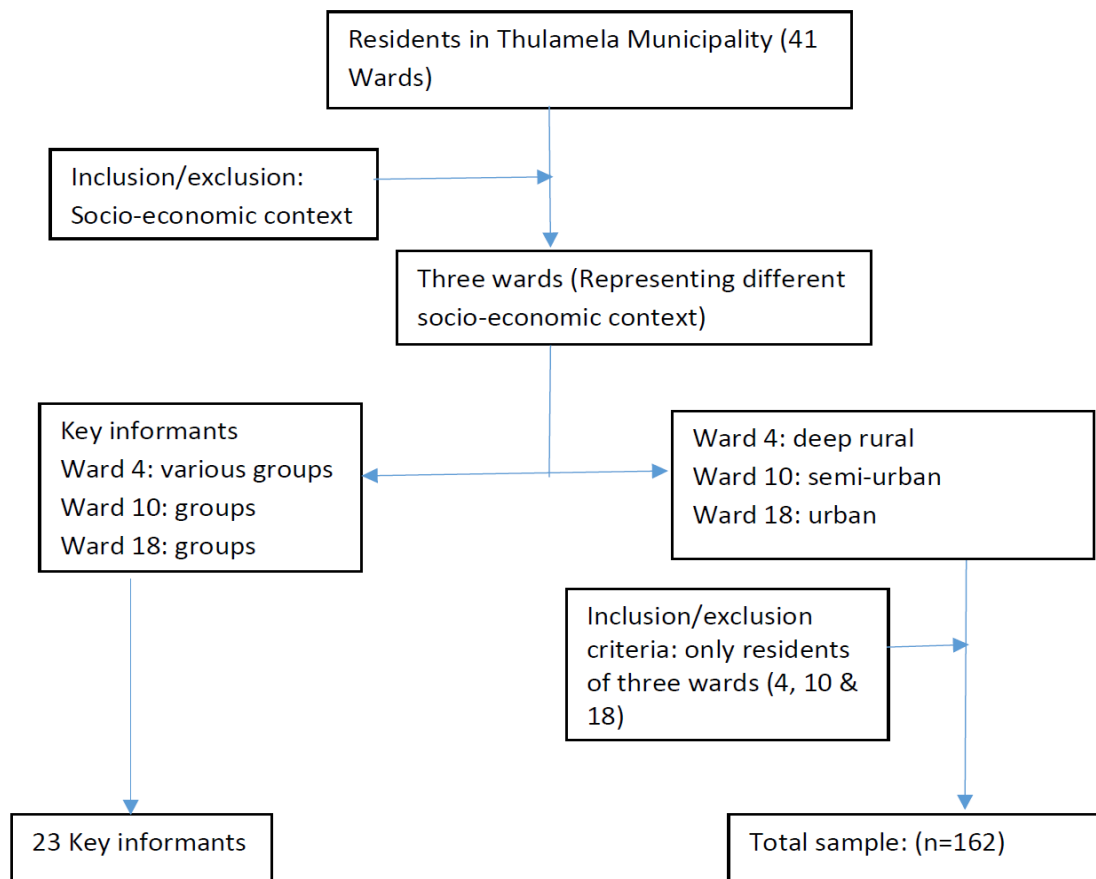 Residents in Thulamela Municipality (41
Wards)
Inclusion/exclusion:
Socio-economic context
Three wards (Representing different
socio-economic context)
Key informants
Ward 4: various groups
Ward 10: groups
Ward 18: groups
Ward 4: deep rural
Ward 10: semi-urban
Ward 18: urban
Inclusion/exclusion
criteria: only residents
of three wards (4, 10 &
18)
23 Key informants
Total sample: (n=162)